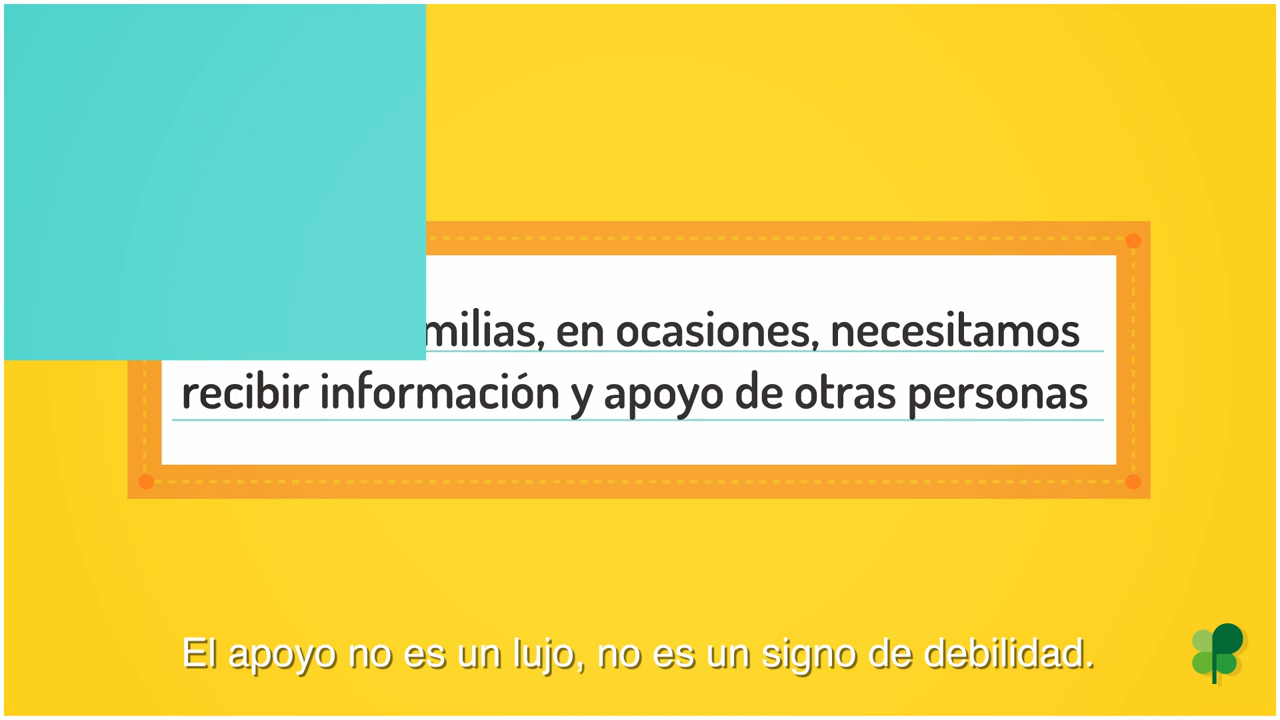 milias, en ocasiones, necesitamos
recibir información y apoyo de otras personas
El apoyo no es un lujo, no es un signo de debilidad.